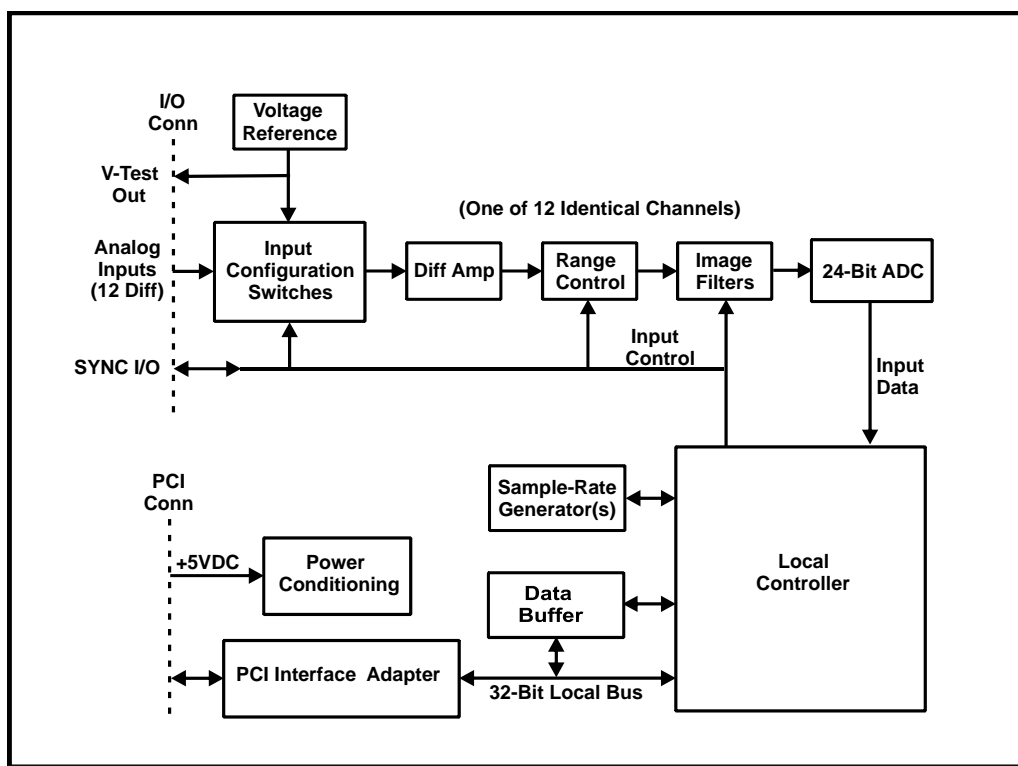 I/O
Conn
Voltage
Reference
V-Test
Out
(One of 12 Identical Channels)
Analog
Inputs
(12 Diff)
Input
Configuration
Switches
Diff Amp
Range
Control
Image
Filters
24-Bit ADC
Input
Control
SYNC I/O
Input
Data
PCI
Conn
Sample-Rate
Generator(s)
+5VDC
Power
Conditioning
Local
Controller
Data
Buffer
PCI Interface Adapter
32-Bit Local Bus